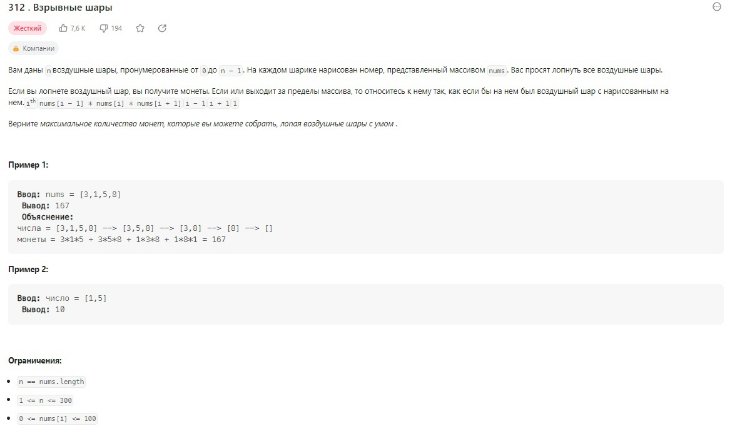 312 . Взрывные шары
Жесткий 7,6 K 194
Компании
Вам даны n воздушные шары, пронумерованные от 0 до n - 1. На каждом шарике нарисован номер, представленный массивом nums. Вас просят лопнуть все воздушные шары.
Если вы лопнете воздушный шар, вы получите монеты. Если или выходит за пределы массива, то относитесь к нему так, как если бы на нем был воздушный шар с нарисованным на
нем. iᵗʰ nums[i - 1] * nums[i] * nums[i + 1] i - 1 i + 1 1
Верните максимальное количество монет, которые вы можете собрать, лопая воздушные шары с умом .
Пример 1:
Ввод: nums = [3,1,5,8]
Вывод: 167
Объяснение:
числа = [3,1,5,8] --> [3,5,8] --> [3,8] --> [8] --> []
монеты = 3*1*5 + 3*5*8 + 1*3*8 + 1*8*1 = 167
Пример 2:
Ввод: число = [1,5]
Вывод: 10
Ограничения:
n == nums.length
1 <= n <= 300
0 <= nums[i] <= 100